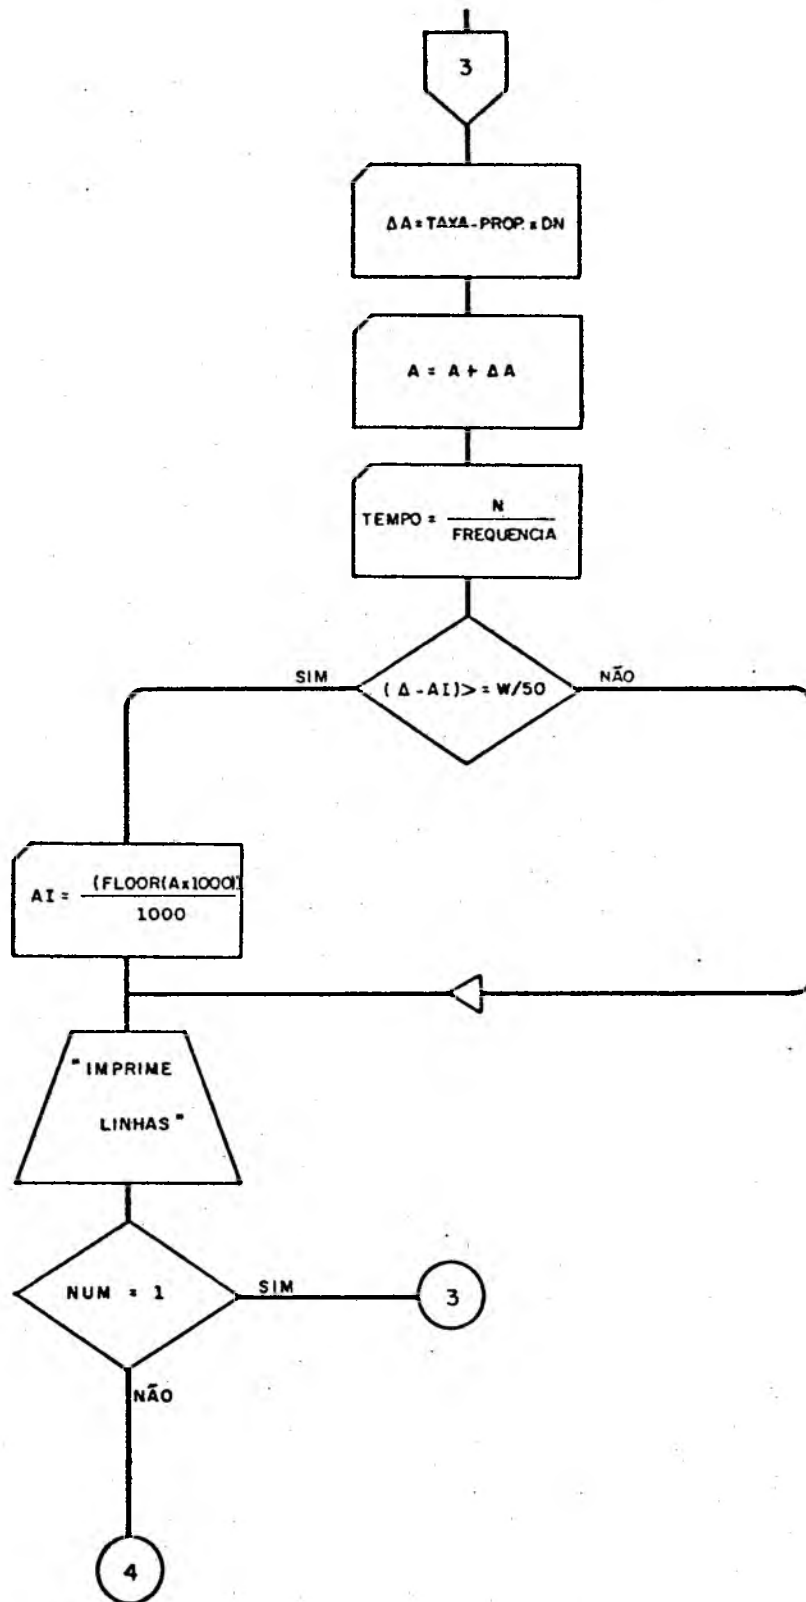 3
ΔA = TAXA-PROP. x DN
A = A + ΔA
TEMPO = N
FREQUENCIA
SIM
(Δ - AI) > = W/50
NÃO
AI = (FLOOR(Ax1000))
1000
"IMPRIME
LINHAS"
NUM = 1
SIM
3
NÃO
4